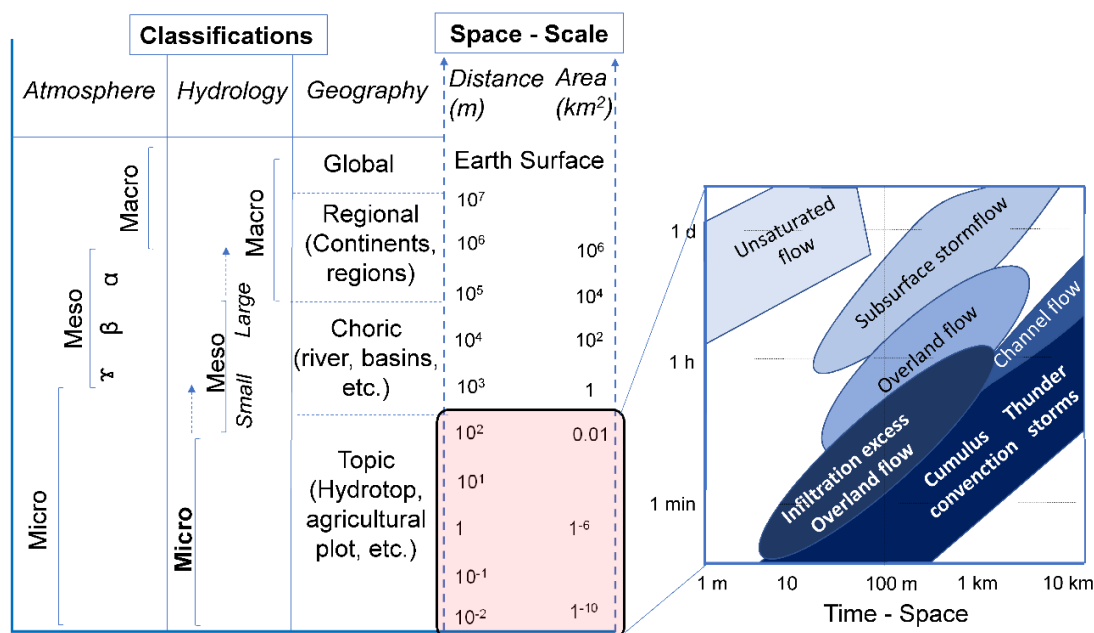 Classifications
Space - Scale
Atmosphere
Hydrology
Geography
Distance
(m)
Area
(km²)
Macro
Meso
α
β
ϒ
Micro
Macro
Meso
Large
Small
Micro
Global
Regional
(Continents,
regions)
Choric
(river, basins,
etc.)
Topic
(Hydrotop,
agricultural
plot, etc.)
Earth Surface
10⁷
10⁶ 10⁶
10⁵ 10⁴
10⁴ 10²
10³ 1
10² 0.01
10¹
1 1⁻⁶
10⁻¹
10⁻² 1⁻¹⁰
1 d
1 h
1 min
Unsaturated
flow
Subsurface stormflow
Overland flow
Channel flow
Infiltration excess
Overland flow
Cumulus
convenction
Thunder
storms
1 m 10 100 m 1 km 10 km
Time - Space